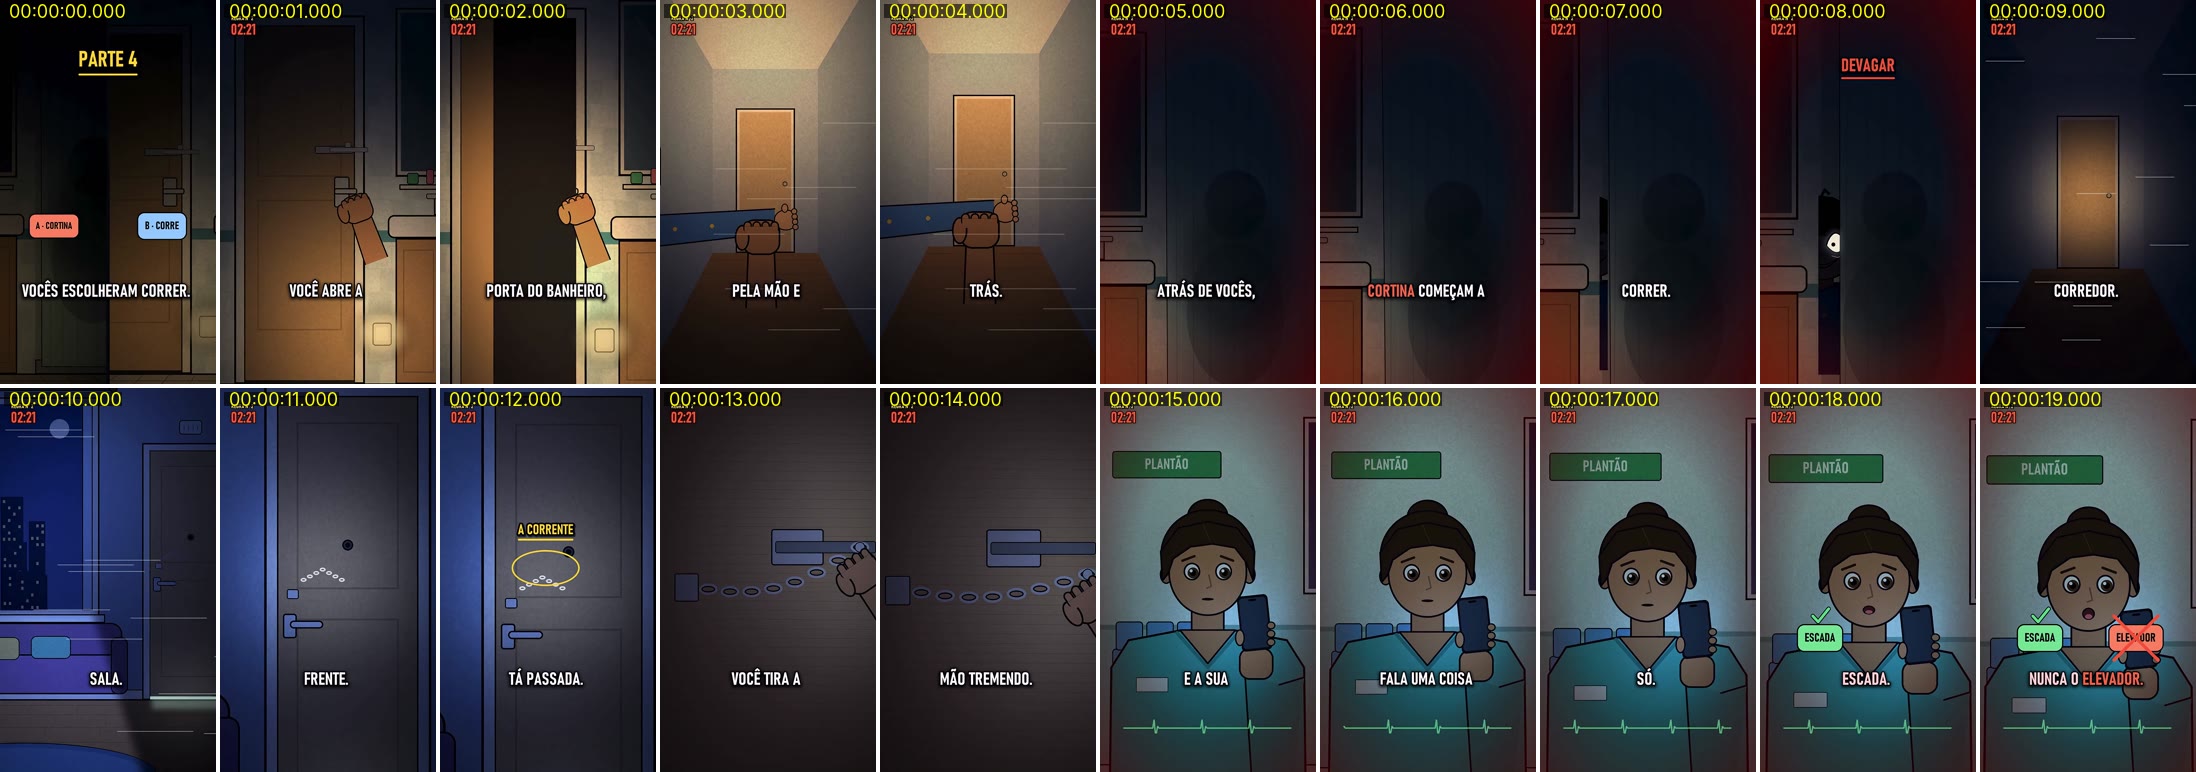 00:00:00.000
PARTE 4
A - CORTINA
B - CORRE
VOCÊS ESCOLHERAM CORRER.
00:00:01.000
02:21
VOCÊ ABRE A
00:00:02.000
02:21
PORTA DO BANHEIRO,
00:00:03.000
02:21
PELA MÃO E
00:00:04.000
02:21
TRÁS.
00:00:05.000
02:21
ATRÁS DE VOCÊS,
00:00:06.000
02:21
CORTINA COMEÇAM A
00:00:07.000
02:21
CORRER.
00:00:08.000
02:21
DEVAGAR
00:00:09.000
02:21
CORREDOR.
00:00:10.000
02:21
SALA.
00:00:11.000
02:21
FRENTE.
00:00:12.000
02:21
A CORRENTE
TÁ PASSADA.
00:00:13.000
02:21
VOCÊ TIRA A
00:00:14.000
02:21
MÃO TREMENDO.
00:00:15.000
02:21
PLANTÃO
E A SUA
00:00:16.000
02:21
PLANTÃO
FALA UMA COISA
00:00:17.000
02:21
PLANTÃO
SÓ.
00:00:18.000
02:21
PLANTÃO
ESCADA
ESCADA.
00:00:19.000
02:21
PLANTÃO
ESCADA
ELEVADOR
NUNCA O ELEVADOR.